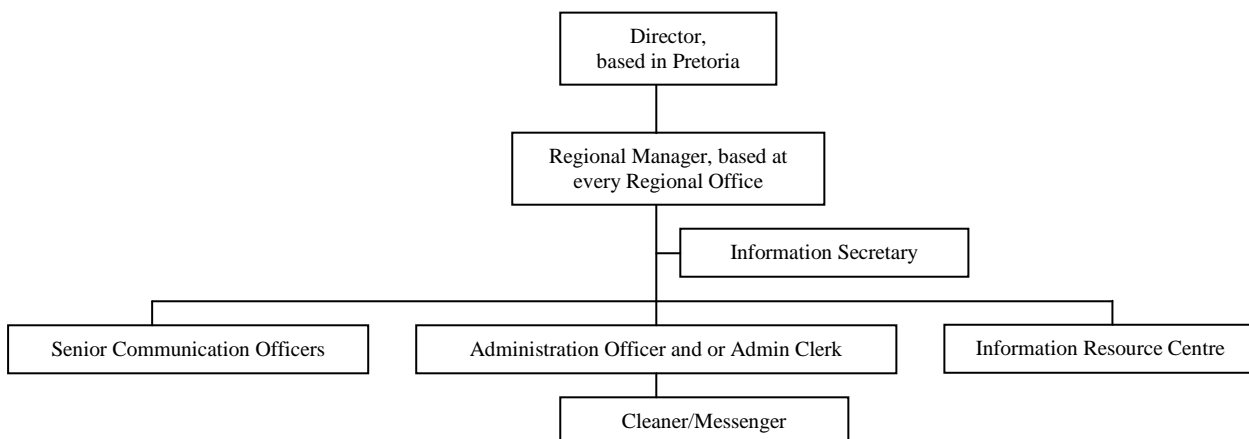 Director,
based in Pretoria
Regional Manager, based at
every Regional Office
Information Secretary
Senior Communication Officers
Administration Officer and or Admin Clerk
Information Resource Centre
Cleaner/Messenger